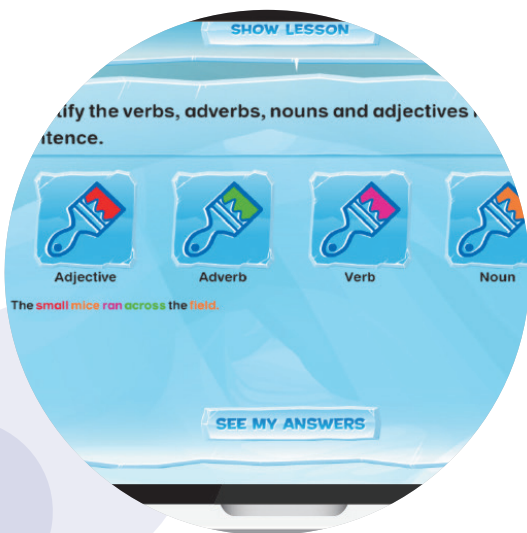 SHOW LESSON
tify the verbs, adverbs, nouns and adjectives
tence.
Adjective Adverb Verb Noun
The small mice ran across the field.
SEE MY ANSWERS